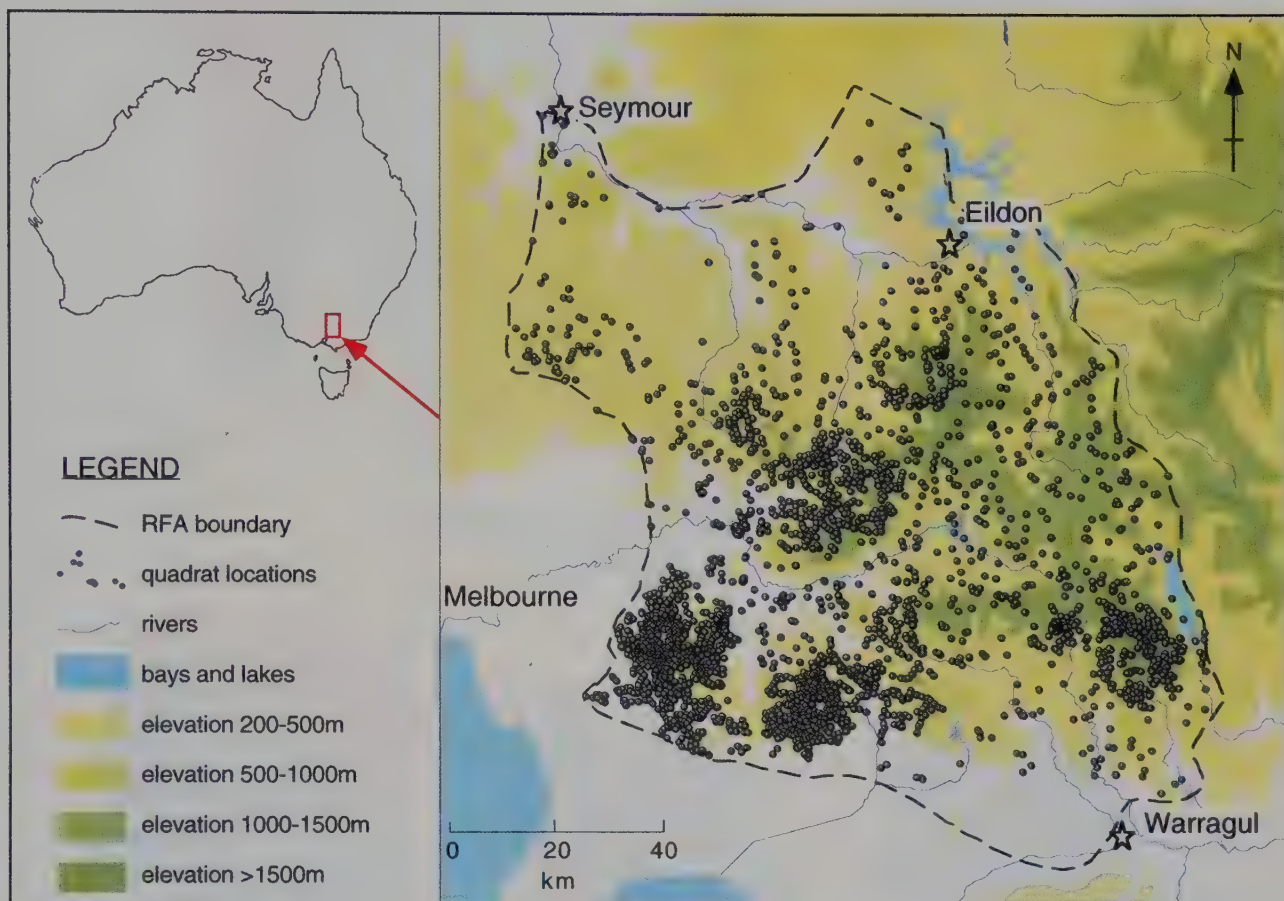 LEGEND
RFA boundary
quadrat locations
rivers
bays and lakes
elevation 200-500m
elevation 500-1000m
elevation 1000-1500m
elevation >1500m
N
Seymour
Eildon
Melbourne
Warragul
0 20 40
km